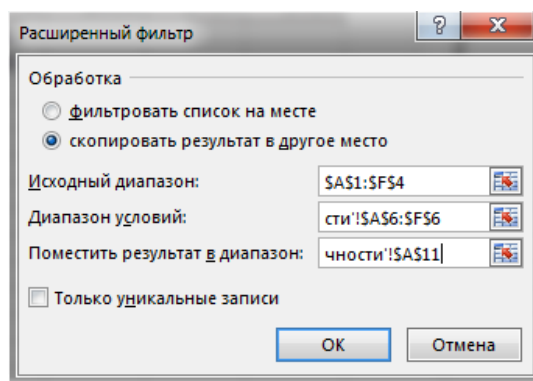 Расширенный фильтр
Обработка
фильтровать список на месте
скопировать результат в другое место
Исходный диапазон: $A$1:$F$4
Диапазон условий: сти'!$A$6:$F$6
Поместить результат в диапазон: чности'!$A$11
Только уникальные записи
ОК Отмена